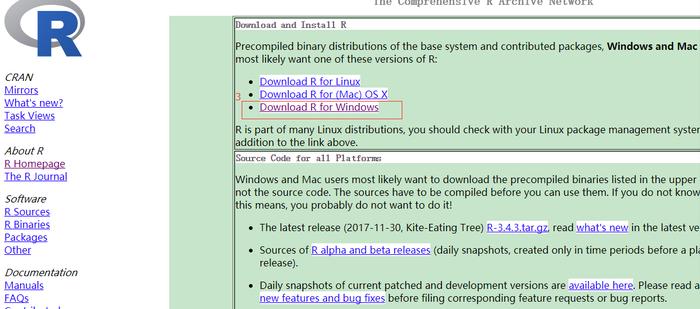 The Comprehensive R Archive Network
R
CRAN
Mirrors
What's new?
Task Views
Search
About R
R Homepage
The R Journal
Software
R Sources
R Binaries
Packages
Other
Documentation
Manuals
FAQs
Contributed
Download and Install R
Precompiled binary distributions of the base system and contributed packages, Windows and Mac
most likely want one of these versions of R:
• Download R for Linux
• Download R for (Mac) OS X
3
• Download R for Windows
R is part of many Linux distributions, you should check with your Linux package management system
addition to the link above.
Source Code for all Platforms
Windows and Mac users most likely want to download the precompiled binaries listed in the upper
not the source code. The sources have to be compiled before you can use them. If you do not know
this means, you probably do not want to do it!
• The latest release (2017-11-30, Kite-Eating Tree) R-3.4.3.tar.gz, read what's new in the latest ve
• Sources of R alpha and beta releases (daily snapshots, created only in time periods before a pla
release).
• Daily snapshots of current patched and development versions are available here. Please read a
new features and bug fixes before filing corresponding feature requests or bug reports.